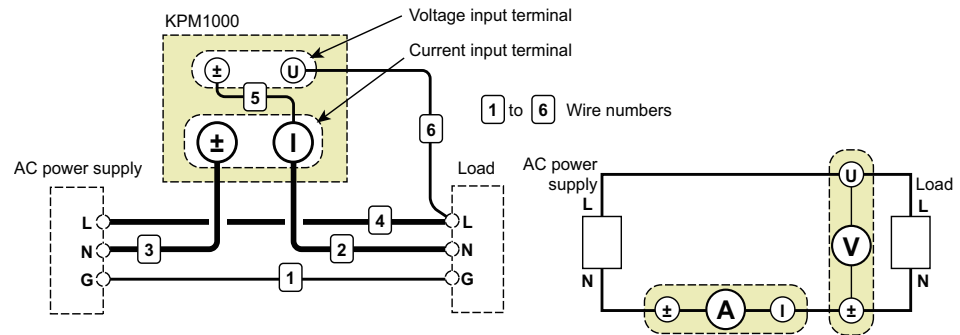 KPM1000
Voltage input terminal
Current input terminal
± U
5
± I
6
1 to 6 Wire numbers
AC power supply
Load
L 4 L
N 3 2 N
G 1 G
AC power
supply
L
N
U
V
±
Load
L
N
± A I